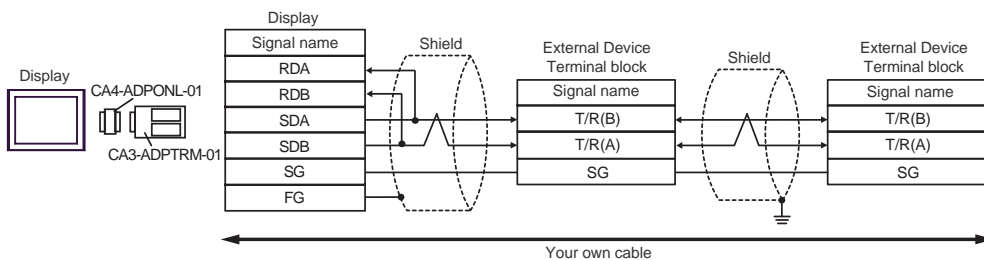 Display
CA4-ADPONL-01
CA3-ADPTRM-01
Display
Signal name
RDA
RDB
SDA
SDB
SG
FG
Shield
External Device
Terminal block
Signal name
T/R(B)
T/R(A)
SG
Shield
External Device
Terminal block
Signal name
T/R(B)
T/R(A)
SG
Your own cable